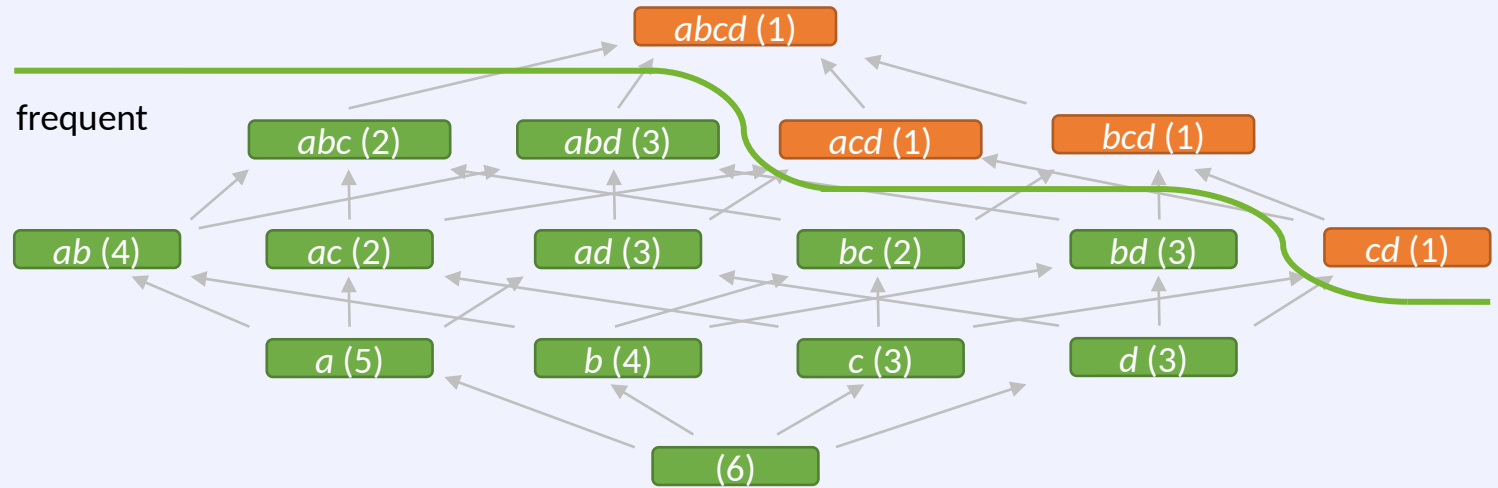 abcd (1)
frequent
abc (2)
abd (3)
acd (1)
bcd (1)
ab (4)
ac (2)
ad (3)
bc (2)
bd (3)
cd (1)
a (5)
b (4)
c (3)
d (3)
(6)